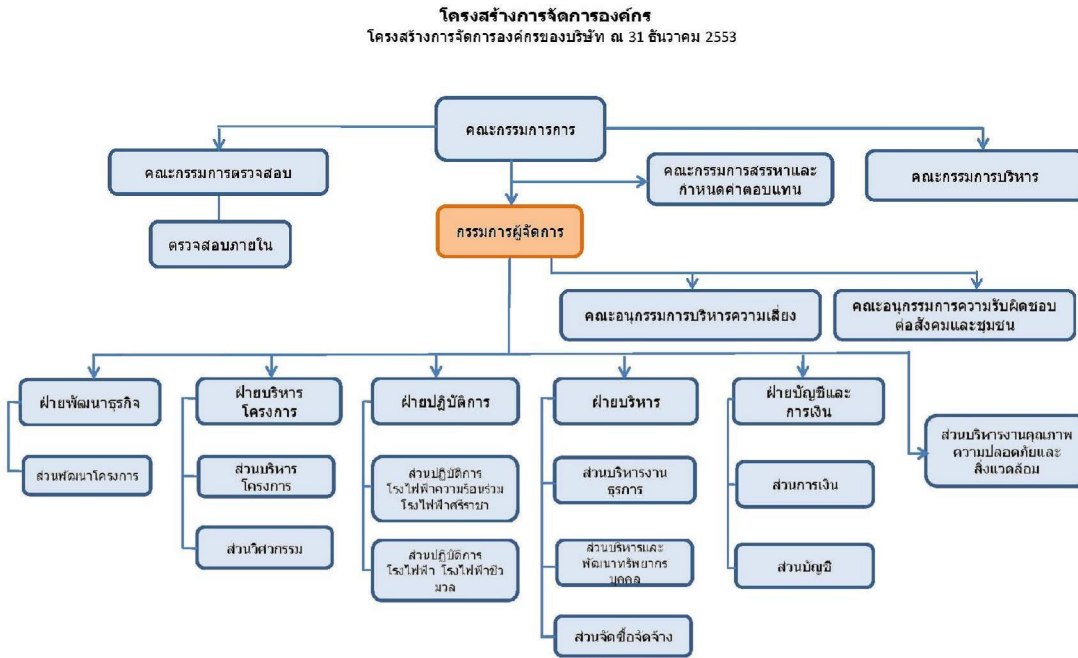 โครงสร้างการจัดการองค์กร
โครงสร้างการจัดการองค์กรของบริษัท ณ 31 ธันวาคม 2553
คณะกรรมการการ
คณะกรรมการตรวจสอบ
คณะกรรมการสรรหาและ
กำหนดค่าตอบแทน
คณะกรรมการบริหาร
ตรวจสอบภายใน
กรรมการผู้จัดการ
คณะอนุกรรมการบริหารความเสี่ยง
คณะอนุกรรมการความรับผิดชอบ
ต่อสังคมและชุมชน
ฝ่ายพัฒนาธุรกิจ
ฝ่ายบริหาร
โครงการ
ฝ่ายปฏิบัติการ
ฝ่ายบริหาร
ฝ่ายบัญชีและ
การเงิน
ส่วนบริหารงานคุณภาพ
ความปลอดภัยและ
สิ่งแวดล้อม
ส่วนพัฒนาโครงการ
ส่วนบริหาร
โครงการ
ส่วนปฏิบัติการ
โรงไฟฟ้าความร้อนร่วม
โรงไฟฟ้าศรีราชา
ส่วนบริหารงาน
ธุรการ
ส่วนการเงิน
ส่วนวิศวกรรม
ส่วนปฏิบัติการ
โรงไฟฟ้า โรงไฟฟ้าชีว
มวล
ส่วนบริหารและ
พัฒนาทรัพยากร
บุคคล
ส่วนบัญชี
ส่วนจัดซื้อจัดจ้าง